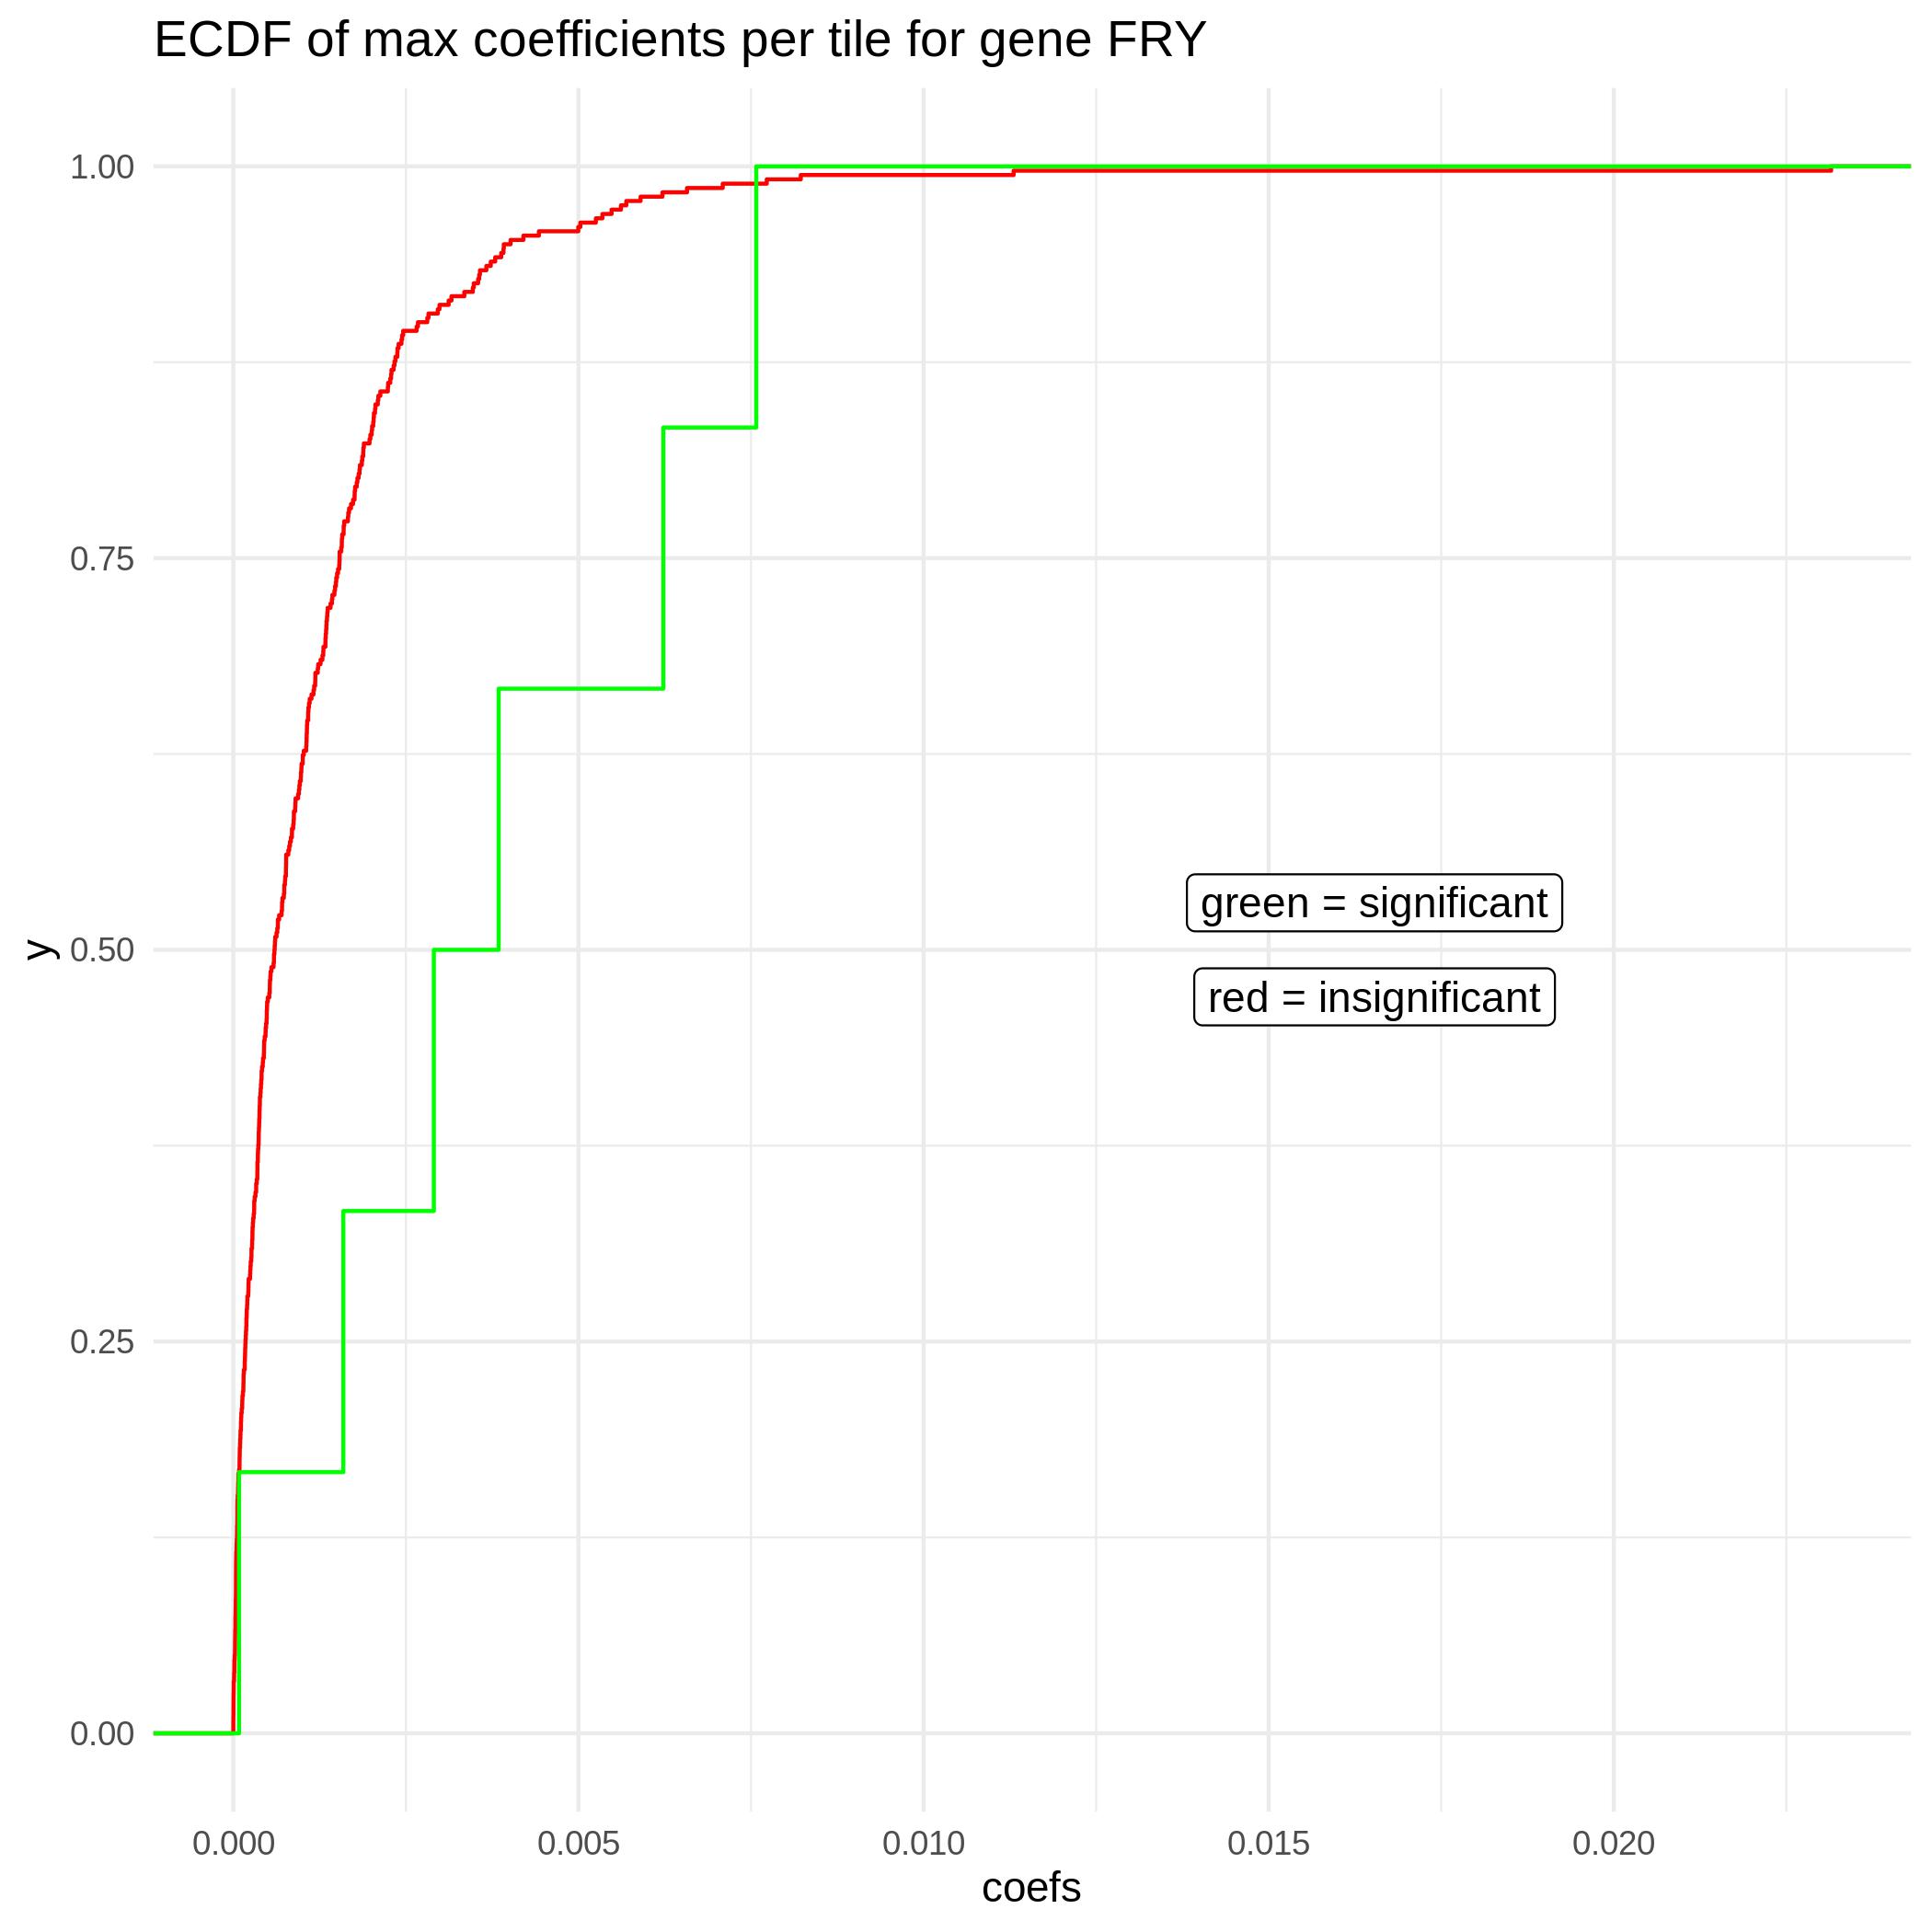 ECDF of max coefficients per tile for gene FRY
1.00
0.75
0.50
0.25
0.00
y
green = significant
red = insignificant
0.000 0.005 0.010 0.015 0.020
coefs